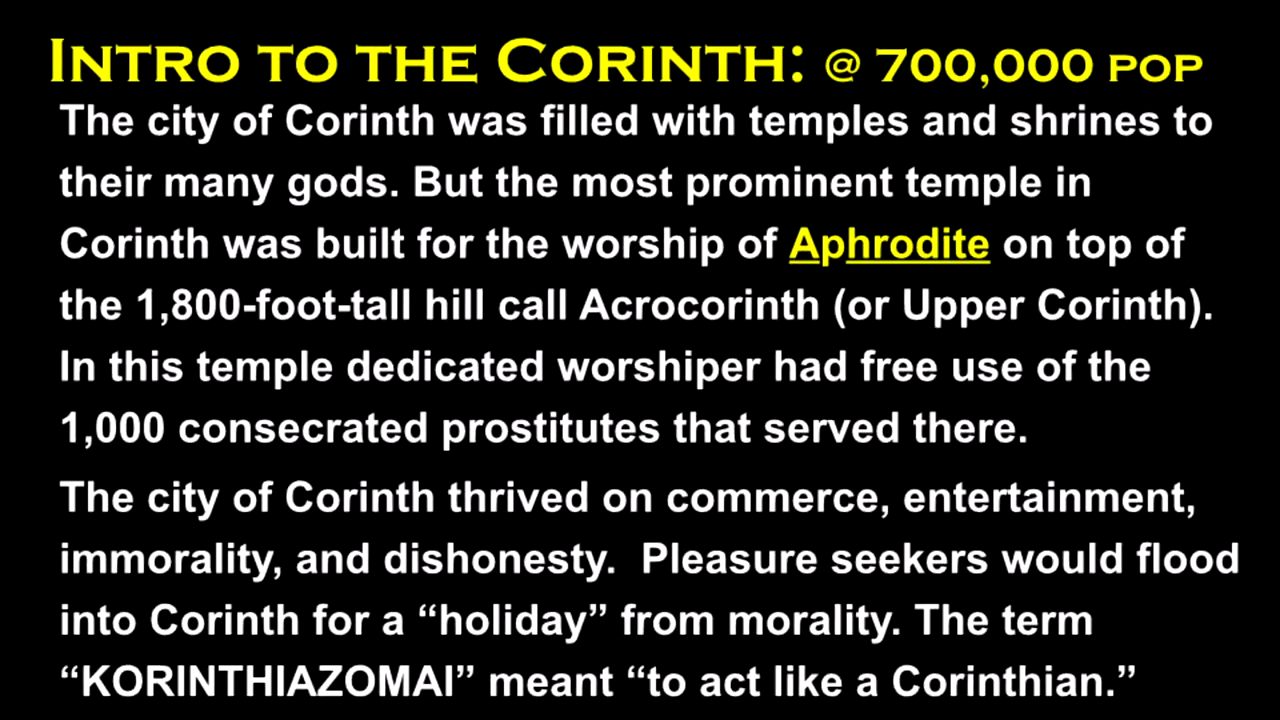 INTRO TO THE CORINTH: @ 700,000 POP
The city of Corinth was filled with temples and shrines to
their many gods. But the most prominent temple in
Corinth was built for the worship of Aphrodite on top of
the 1,800-foot-tall hill call Acrocorinth (or Upper Corinth).
In this temple dedicated worshiper had free use of the
1,000 consecrated prostitutes that served there.
The city of Corinth thrived on commerce, entertainment,
immorality, and dishonesty.  Pleasure seekers would flood
into Corinth for a “holiday” from morality. The term
“KORINTHIAZOMAI” meant “to act like a Corinthian.”